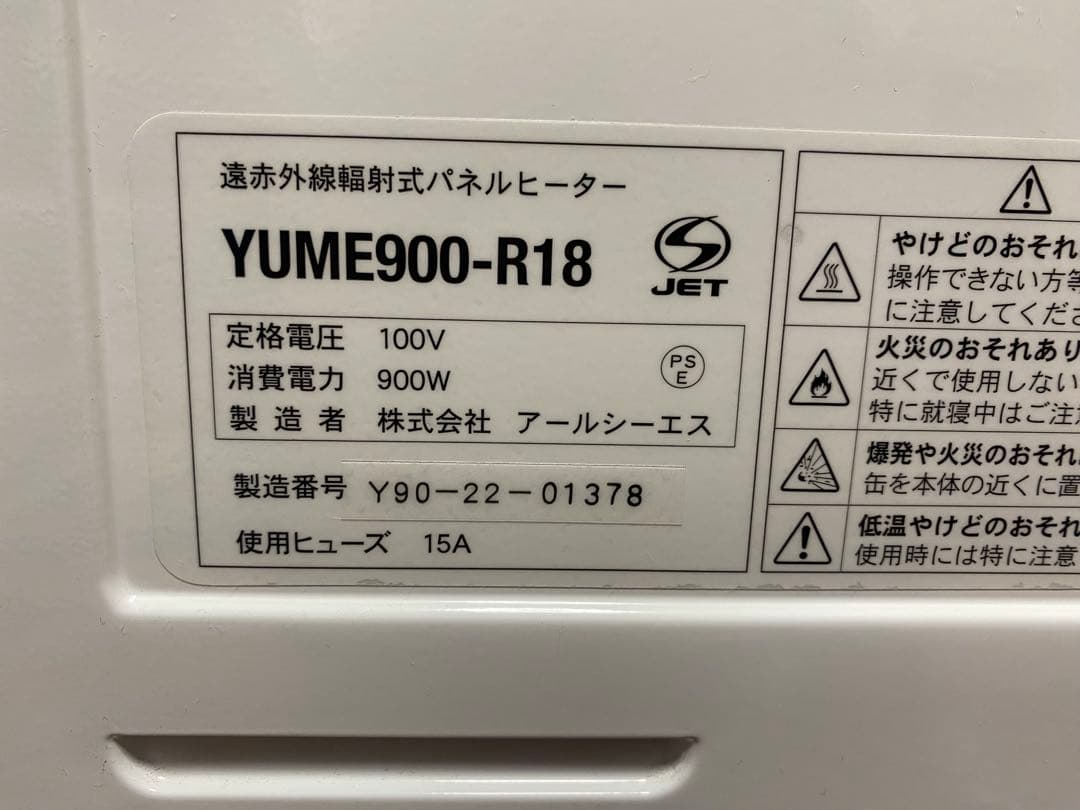 遠赤外線輻射式パネルヒーター
YUME900-R18
S JET
定格電圧 100V
消費電力 900W
PS
E
製造者 株式会社 アールシーエス
製造番号 Y90-22-01378
使用ヒューズ 15A
やけどのおそれ
操作できない方等
に注意してくださ
火災のおそれあり
近くで使用しない
特に就寝中はご注意
爆発や火災のおそれ
缶を本体の近くに置
低温やけどのおそれ
使用時には特に注意